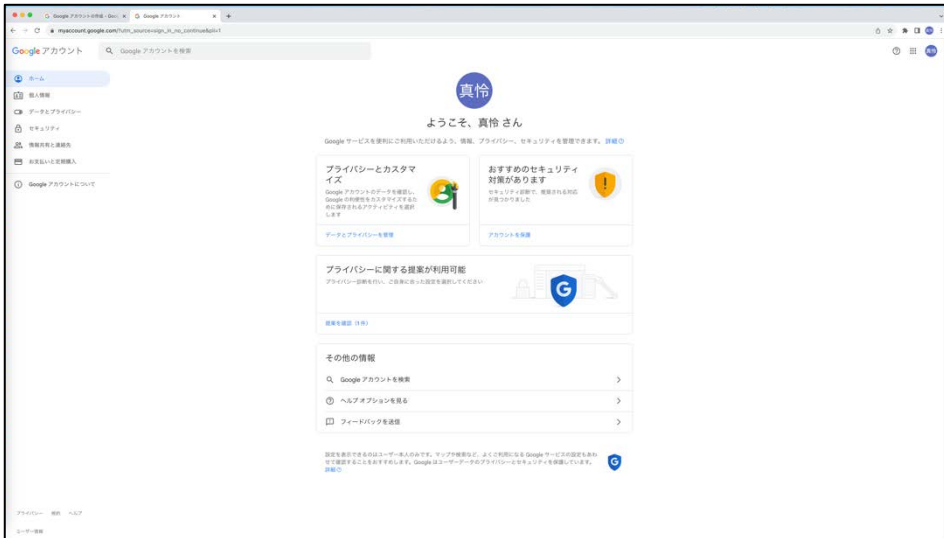 Google アカウントの作成 - Goo
Google アカウント
myaccount.google.com/?utm_source=sign_in_no_continue&pli=1
Google アカウント
Google アカウントを検索
真怜
ホーム
個人情報
データとプライバシー
セキュリティ
情報共有と連絡先
お支払いと定期購入
Google アカウントについて
真怜
ようこそ、真怜 さん
Google サービスを便利にご利用いただけるよう、情報、プライバシー、セキュリティを管理できます。 詳細
プライバシーとカスタマ
イズ
Google アカウントのデータを確認し、
Google の利便性をカスタマイズするた
めに保存されるアクティビティを選択
します
データとプライバシーを管理
おすすめのセキュリティ
対策があります
セキュリティ診断で、推奨される対応
が見つかりました
アカウントを保護
プライバシーに関する提案が利用可能
プライバシー診断を行い、ご自身に合った設定を選択してください
G
提案を確認（1 件）
その他の情報
Google アカウントを検索
ヘルプ オプションを見る
フィードバックを送信
設定を表示できるのはユーザー本人のみです。マップや検索など、よくご利用になる Google サービスの設定もあわ
せて確認することをおすすめします。Google はユーザーデータのプライバシーとセキュリティを保護しています。
詳細
G
プライバシー 規約 ヘルプ
ユーザー情報